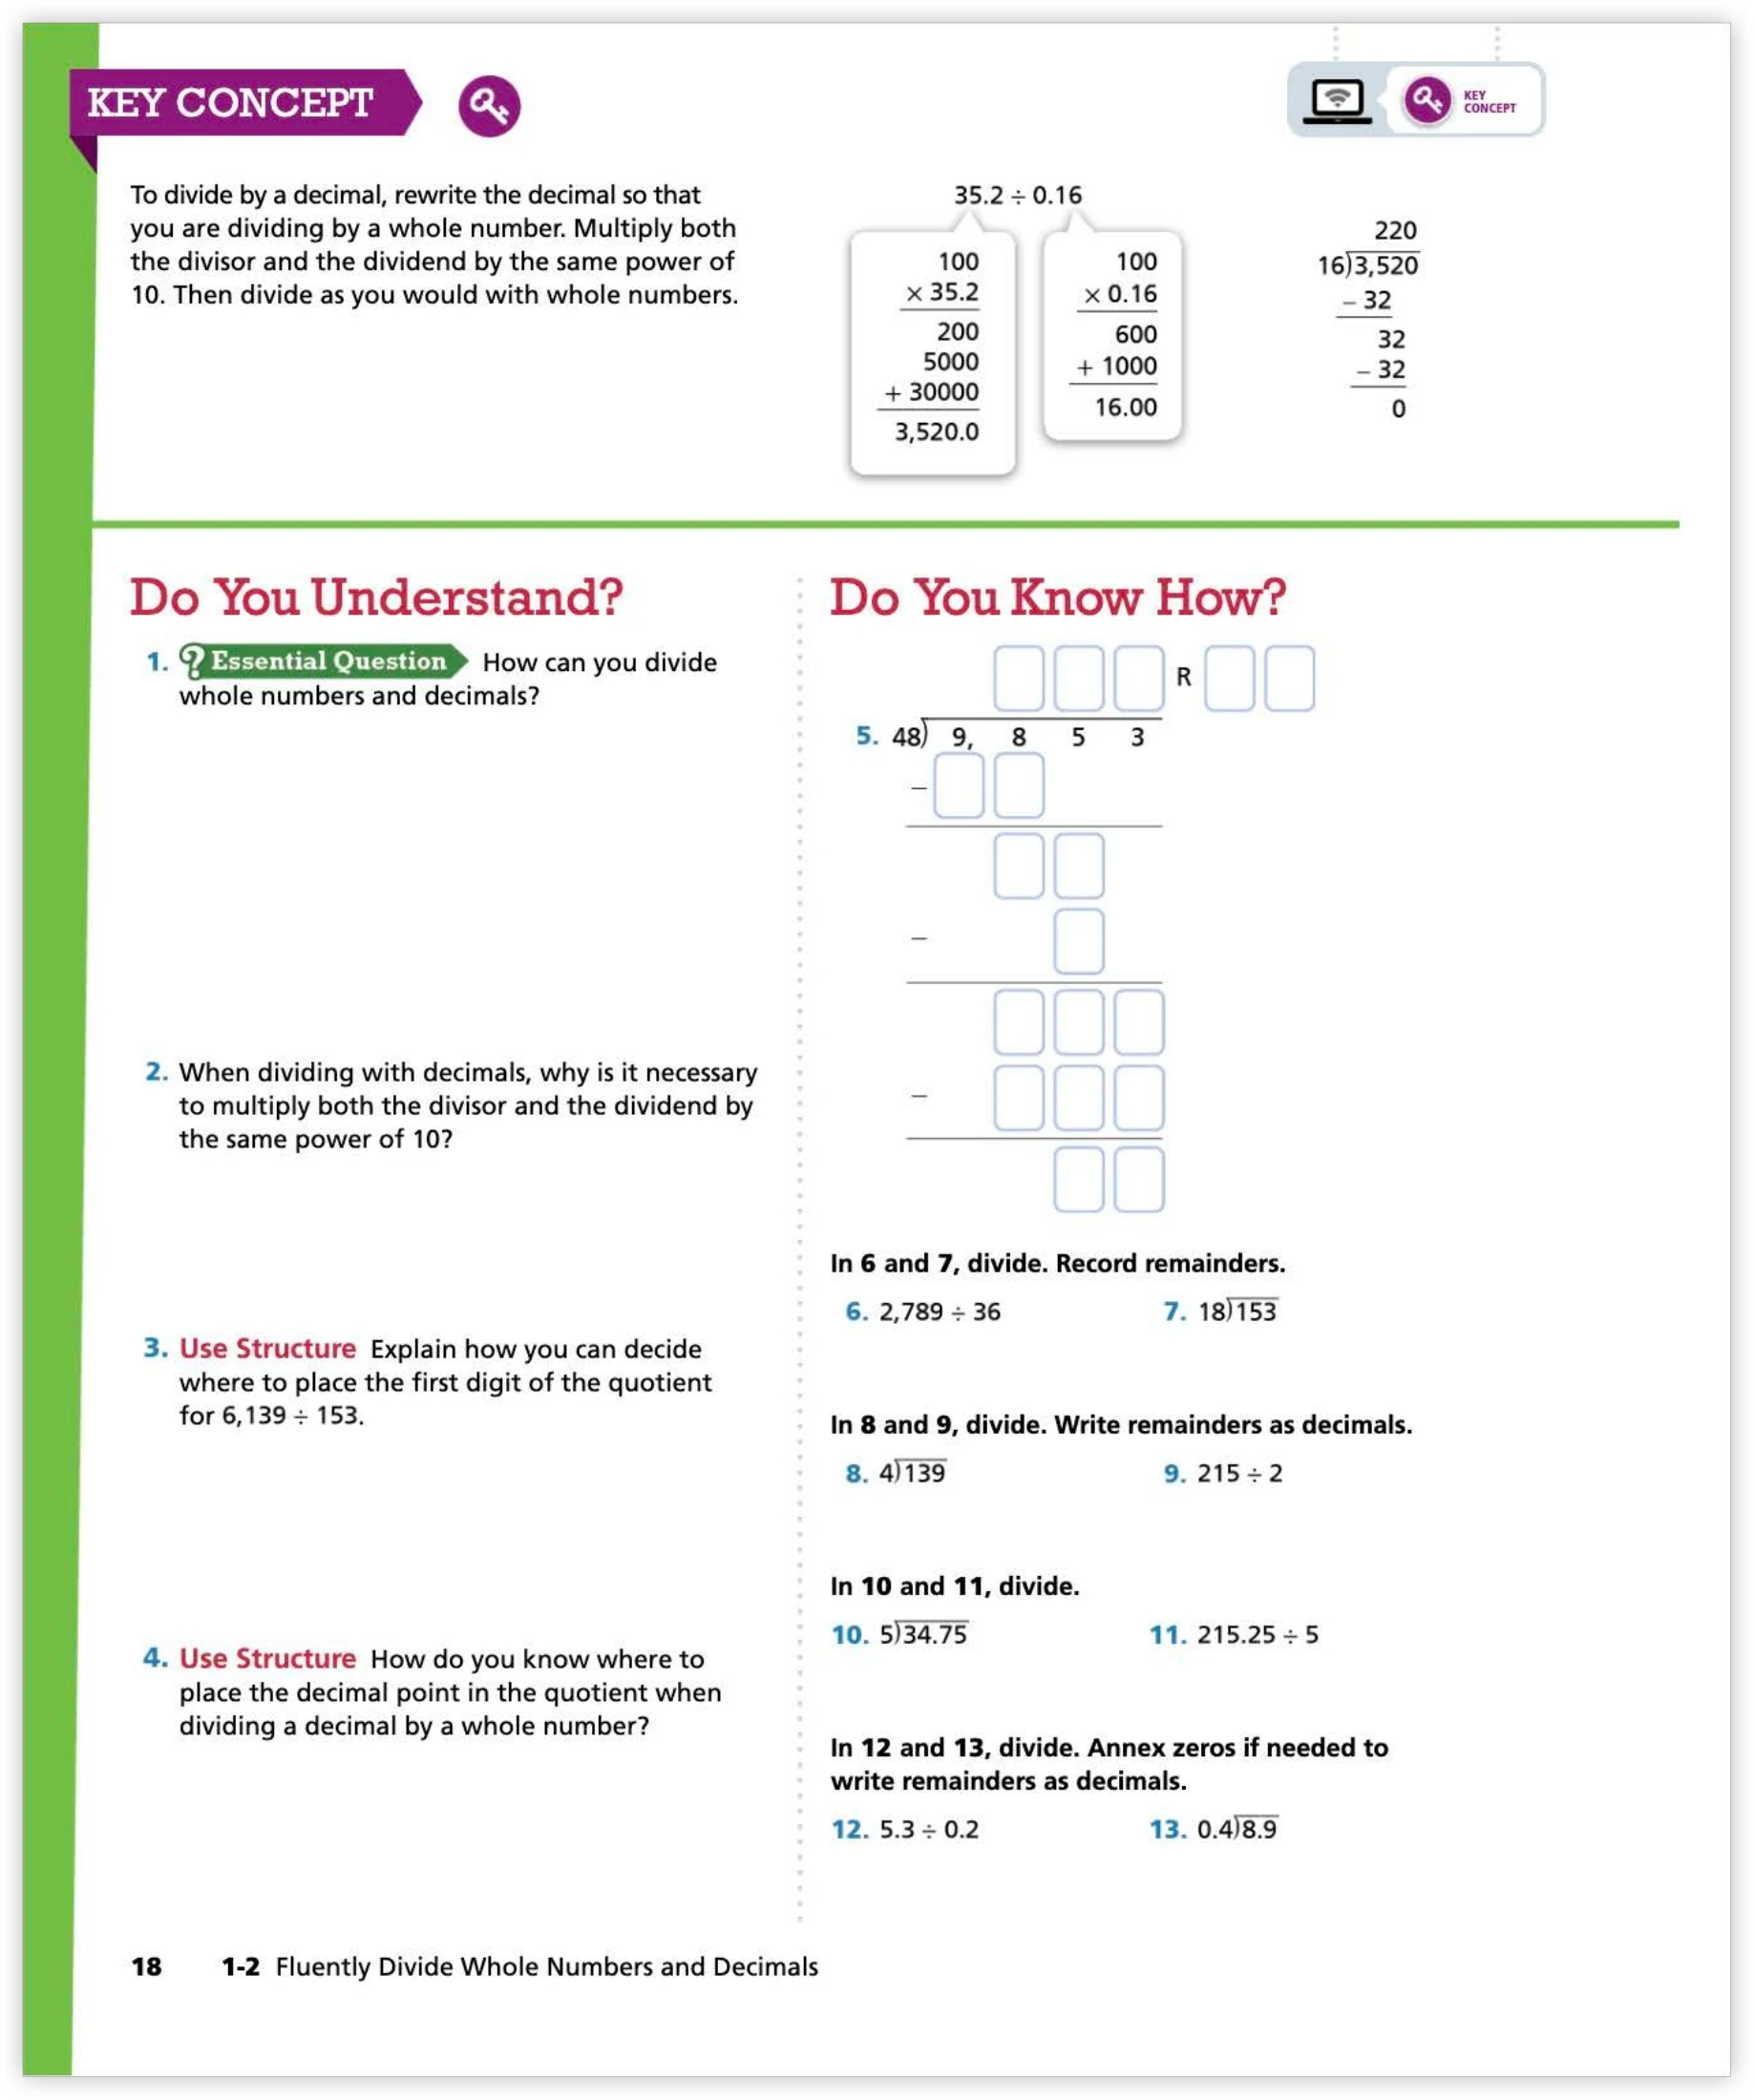 KEY CONCEPT
KEY
CONCEPT
To divide by a decimal, rewrite the decimal so that
you are dividing by a whole number. Multiply both
the divisor and the dividend by the same power of
10. Then divide as you would with whole numbers.
35.2 ÷ 0.16
100
× 35.2
200
5000
+ 30000
3,520.0
100
× 0.16
600
+ 1000
16.00
220
16)3,520
− 32
32
− 32
0
Do You Understand?
1. ? Essential Question How can you divide
whole numbers and decimals?
2. When dividing with decimals, why is it necessary
to multiply both the divisor and the dividend by
the same power of 10?
3. Use Structure Explain how you can decide
where to place the first digit of the quotient
for 6,139 ÷ 153.
4. Use Structure How do you know where to
place the decimal point in the quotient when
dividing a decimal by a whole number?
Do You Know How?
R
5. 48) 9, 8 5 3
−
−
−
In 6 and 7, divide. Record remainders.
6. 2,789 ÷ 36 7. 18)153
In 8 and 9, divide. Write remainders as decimals.
8. 4)139 9. 215 ÷ 2
In 10 and 11, divide.
10. 5)34.75 11. 215.25 ÷ 5
In 12 and 13, divide. Annex zeros if needed to
write remainders as decimals.
12. 5.3 ÷ 0.2 13. 0.4)8.9
18 1-2 Fluently Divide Whole Numbers and Decimals